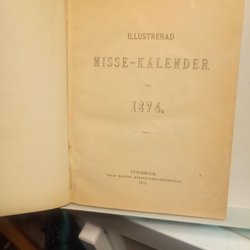 ILLUSTRERAD
NISSE-KALENDER
FÖR
1874.
STOCKHOLM,
1874.